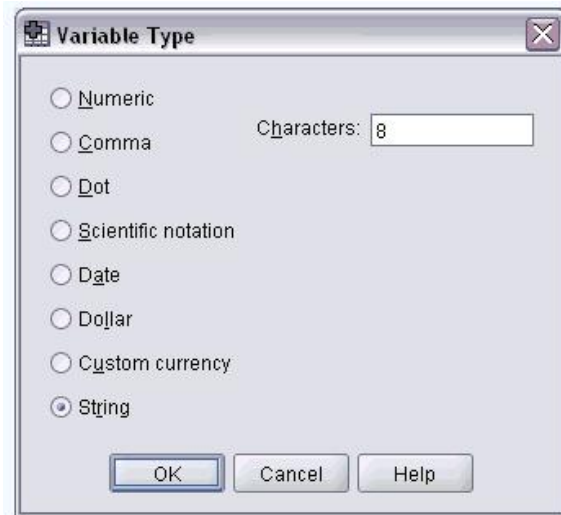 Variable Type
Numeric
Comma
Characters: 8
Dot
Scientific notation
Date
Dollar
Custom currency
String
OK
Cancel
Help